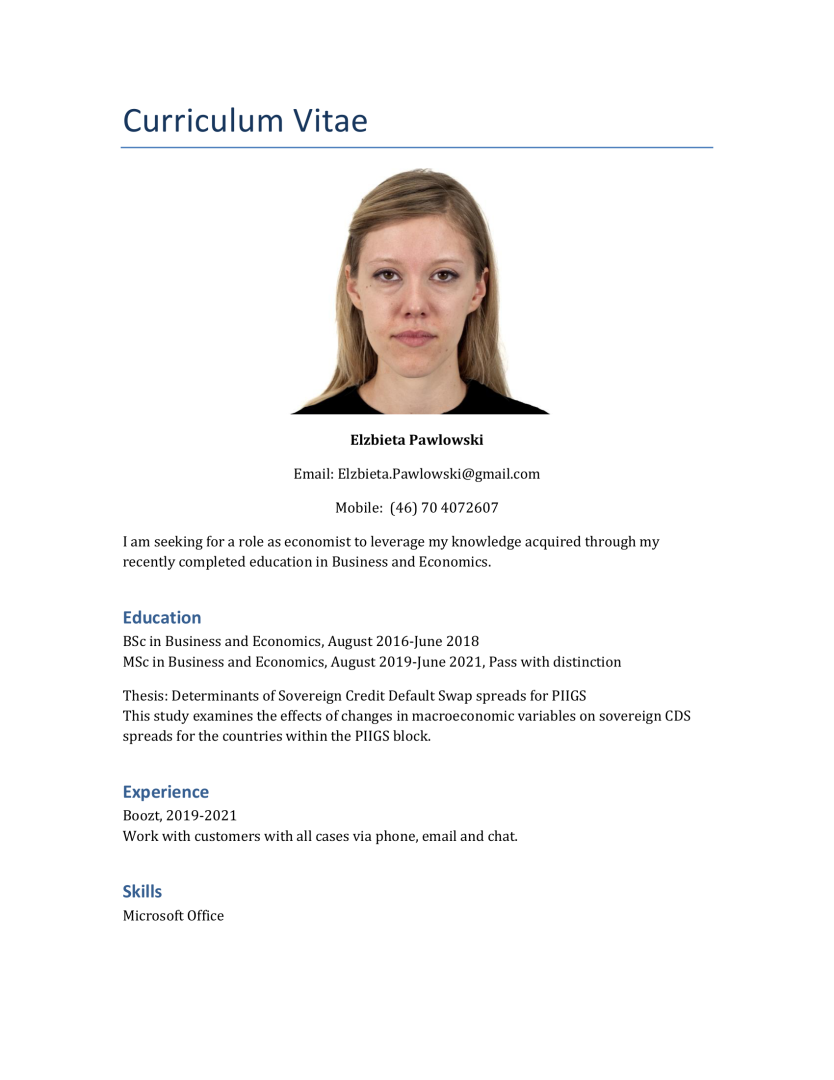 Curriculum Vitae
Elzbieta Pawlowski
Email: Elzbieta.Pawlowski@gmail.com
Mobile:  (46) 70 4072607
I am seeking for a role as economist to leverage my knowledge acquired through my
recently completed education in Business and Economics.
Education
BSc in Business and Economics, August 2016-June 2018
MSc in Business and Economics, August 2019-June 2021, Pass with distinction
Thesis: Determinants of Sovereign Credit Default Swap spreads for PIIGS
This study examines the effects of changes in macroeconomic variables on sovereign CDS
spreads for the countries within the PIIGS block.
Experience
Boozt, 2019-2021
Work with customers with all cases via phone, email and chat.
Skills
Microsoft Office